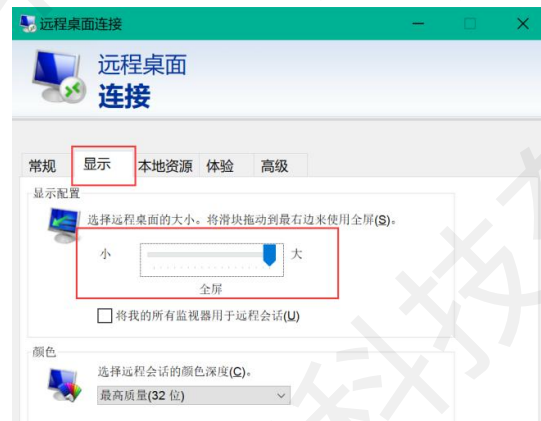 远程桌面连接
远程桌面
连接
常规 显示 本地资源 体验 高级
显示配置
选择远程桌面的大小。将滑块拖动到最右边来使用全屏(S)。
小 大
全屏
将我的所有监视器用于远程会话(U)
颜色
选择远程会话的颜色深度(C)。
最高质量(32 位)
科技